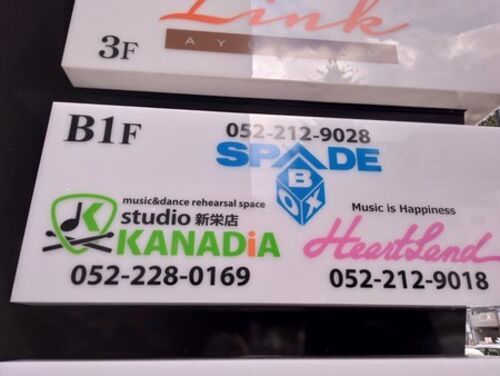 Link
3F
B1F
052-212-9028
SPADE
BOX
music&dance rehearsal space
studio 新栄店
KANADiA
052-228-0169
Music is Happiness
HeartLand
052-212-9018